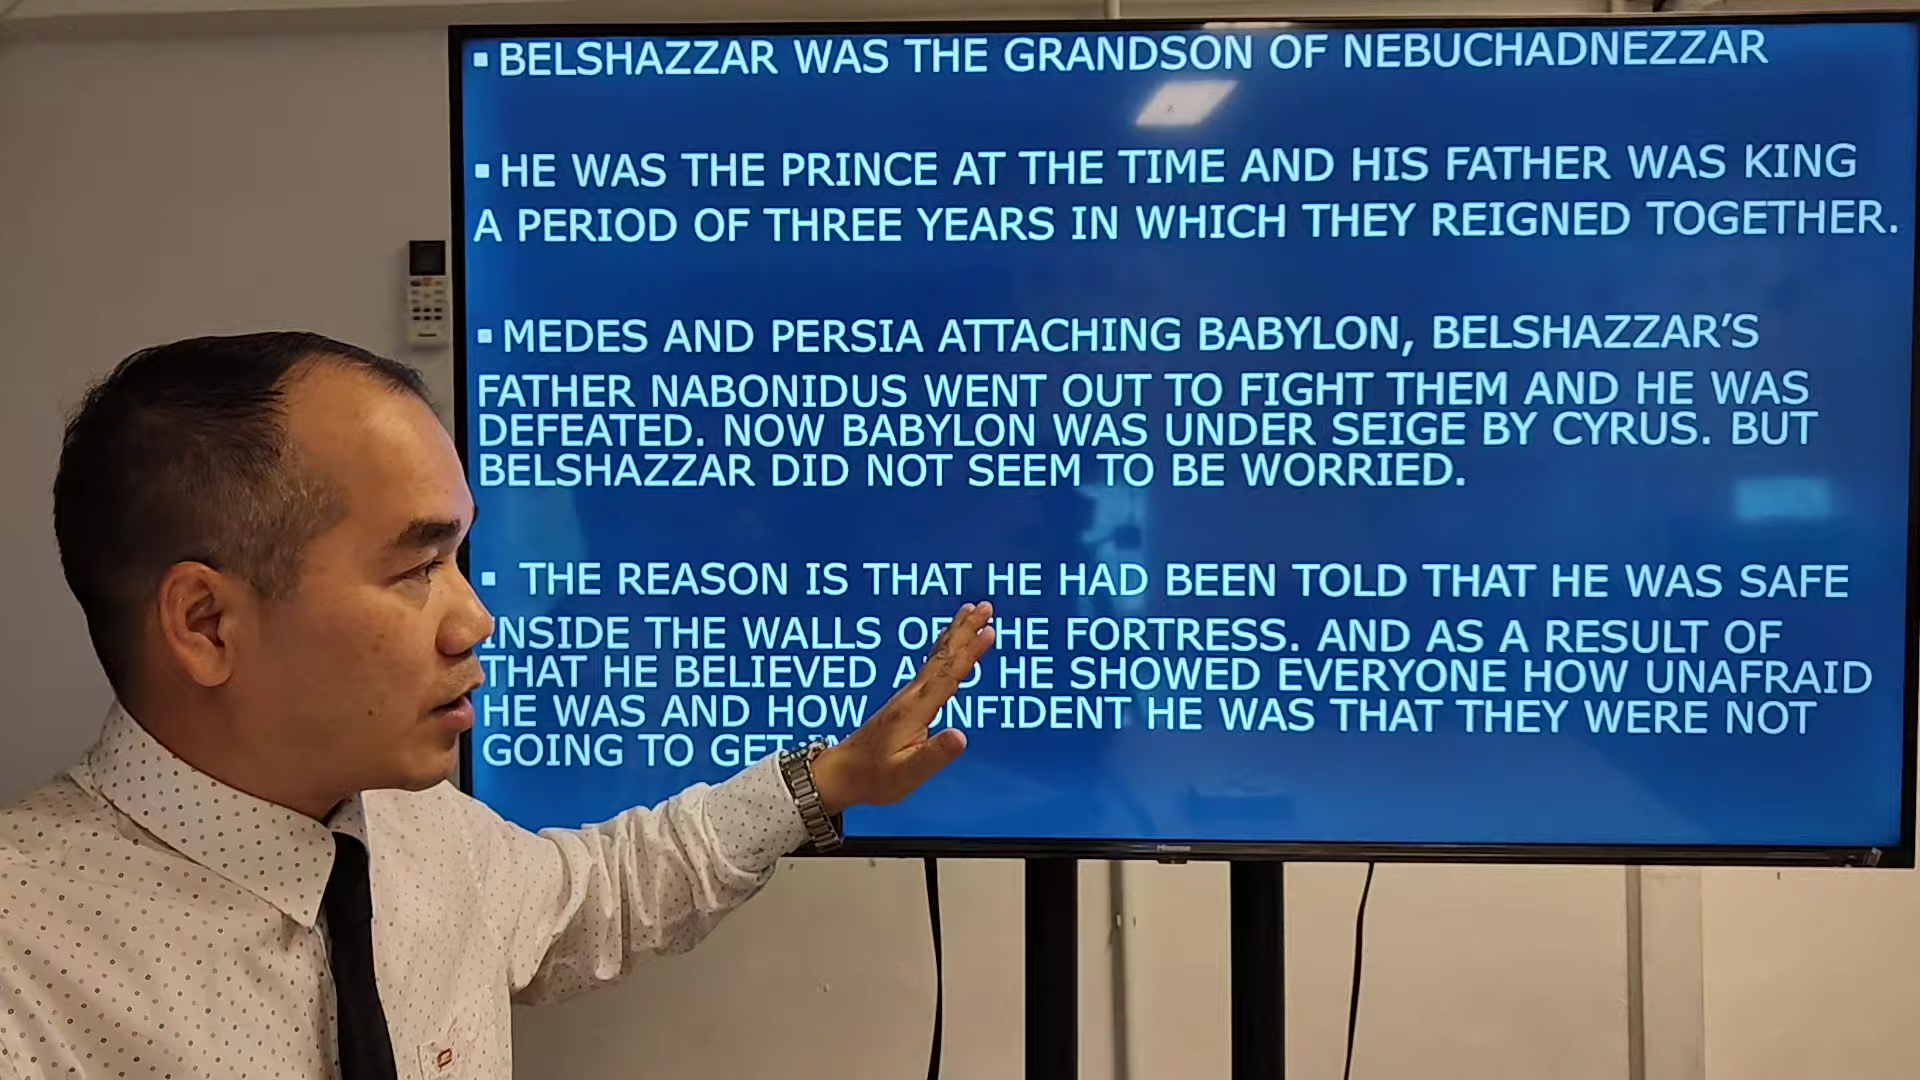 ▪BELSHAZZAR WAS THE GRANDSON OF NEBUCHADNEZZAR
▪HE WAS THE PRINCE AT THE TIME AND HIS FATHER WAS KING
A PERIOD OF THREE YEARS IN WHICH THEY REIGNED TOGETHER.
▪MEDES AND PERSIA ATTACHING BABYLON, BELSHAZZAR’S
FATHER NABONIDUS WENT OUT TO FIGHT THEM AND HE WAS
DEFEATED. NOW BABYLON WAS UNDER SEIGE BY CYRUS. BUT
BELSHAZZAR DID NOT SEEM TO BE WORRIED.
▪ THE REASON IS THAT HE HAD BEEN TOLD THAT HE WAS SAFE
INSIDE THE WALLS OF THE FORTRESS. AND AS A RESULT OF
THAT HE BELIEVED AND HE SHOWED EVERYONE HOW UNAFRAID
HE WAS AND HOW CONFIDENT HE WAS THAT THEY WERE NOT
GOING TO GET
Hisense